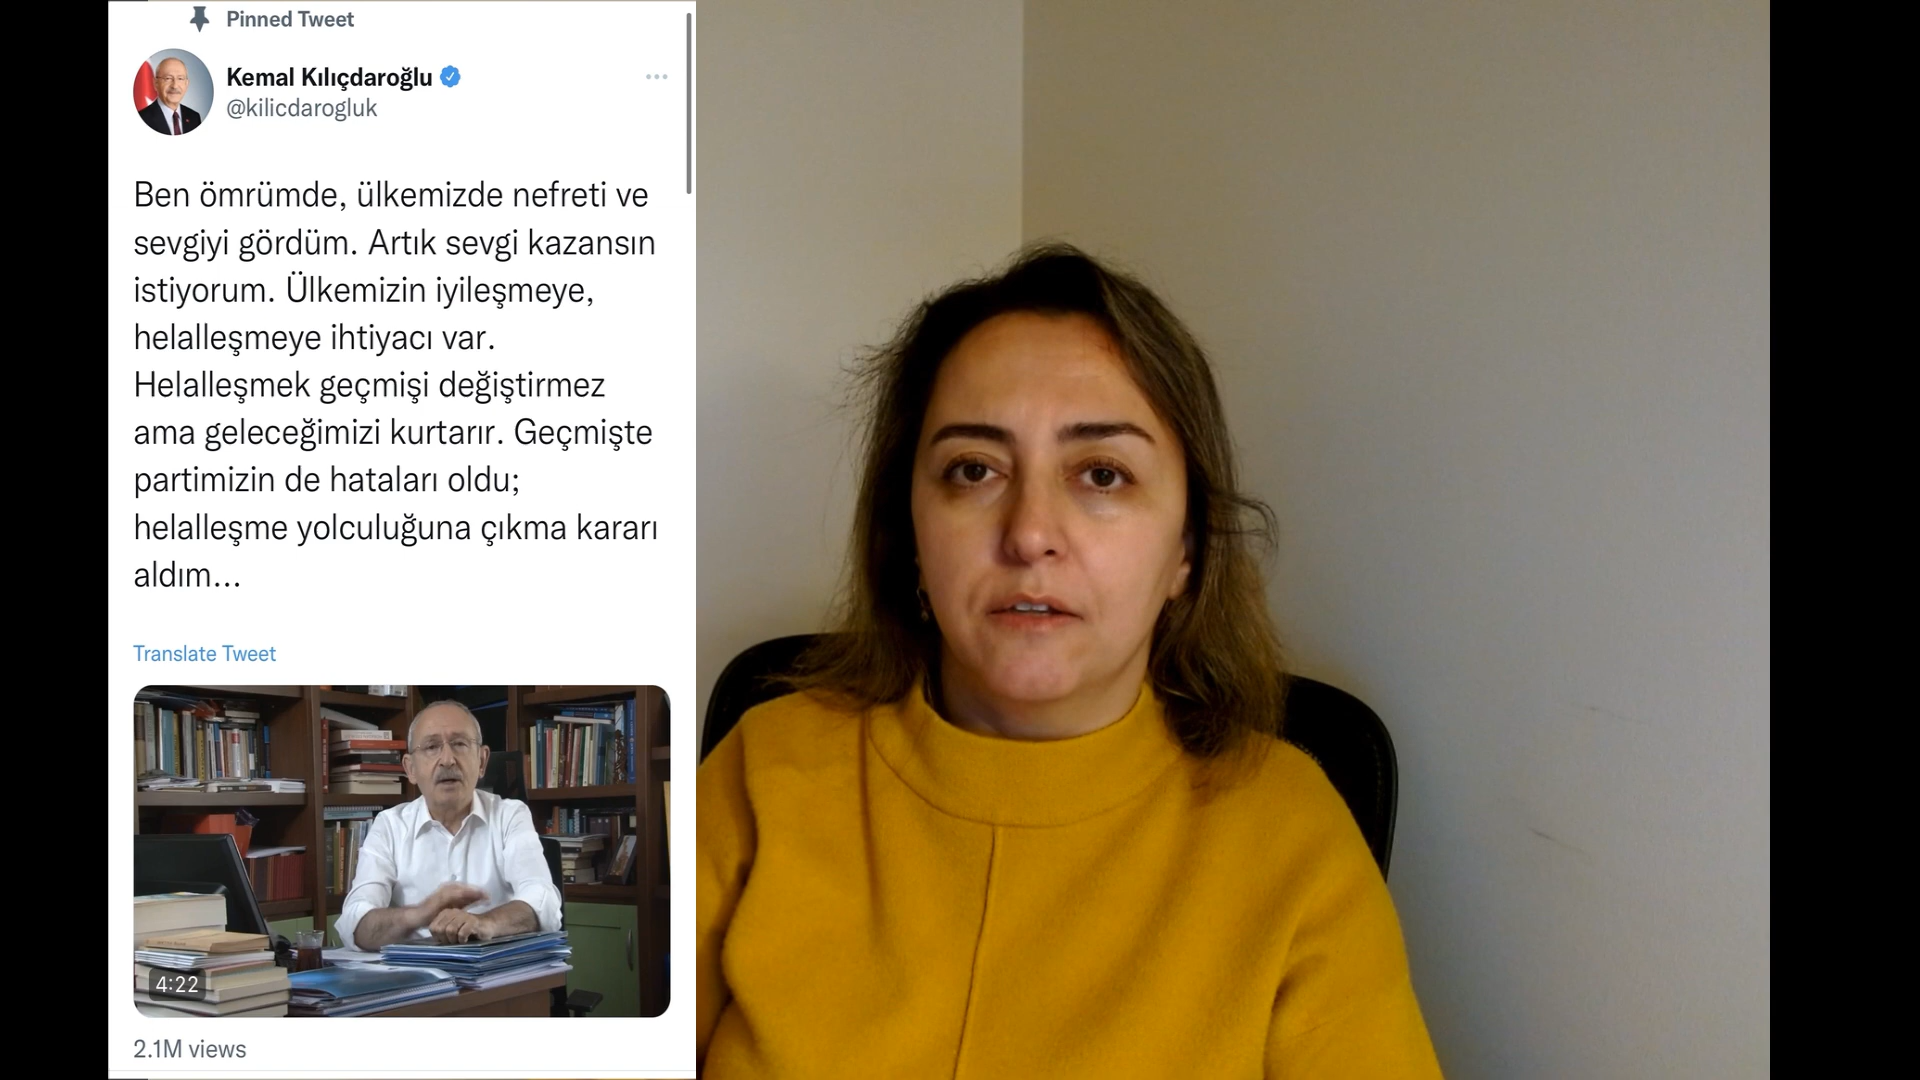 Pinned Tweet
Kemal Kılıçdaroğlu
@kilicdarogluk
Ben ömrümde, ülkemizde nefreti ve
sevgiyi gördüm. Artık sevgi kazansın
istiyorum. Ülkemizin iyileşmeye,
helalleşmeye ihtiyacı var.
Helalleşmek geçmişi değiştirmez
ama geleceğimizi kurtarır. Geçmişte
partimizin de hataları oldu;
helalleşme yolculuğuna çıkma kararı
aldım...
Translate Tweet
4:22
2.1M views